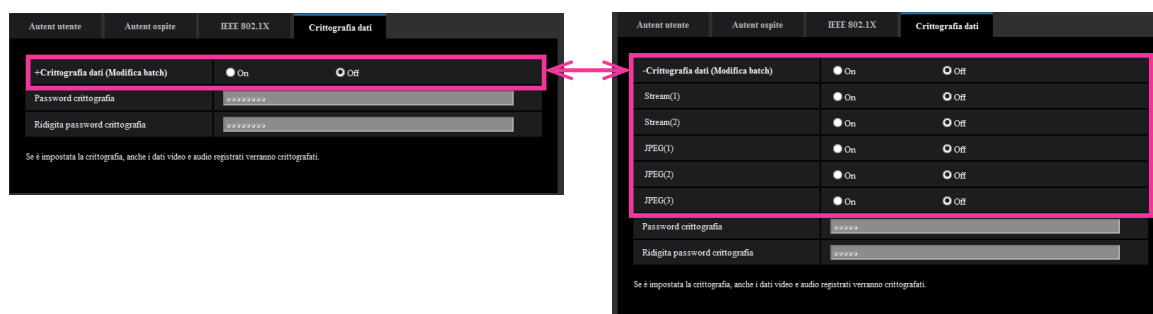 Autent utente Autent ospite IEEE 802.1X Crittografia dati
+Crittografia dati (Modifica batch) On Off
Password crittografia
Ridigita password crittografia
Se è impostata la crittografia, anche i dati video e audio registrati verranno crittografati.
Autent utente Autent ospite IEEE 802.1X Crittografia dati
-Crittografia dati (Modifica batch) On Off
Stream(1) On Off
Stream(2) On Off
JPEG(1) On Off
JPEG(2) On Off
JPEG(3) On Off
Password crittografia
Ridigita password crittografia
Se è impostata la crittografia, anche i dati video e audio registrati verranno crittografati.